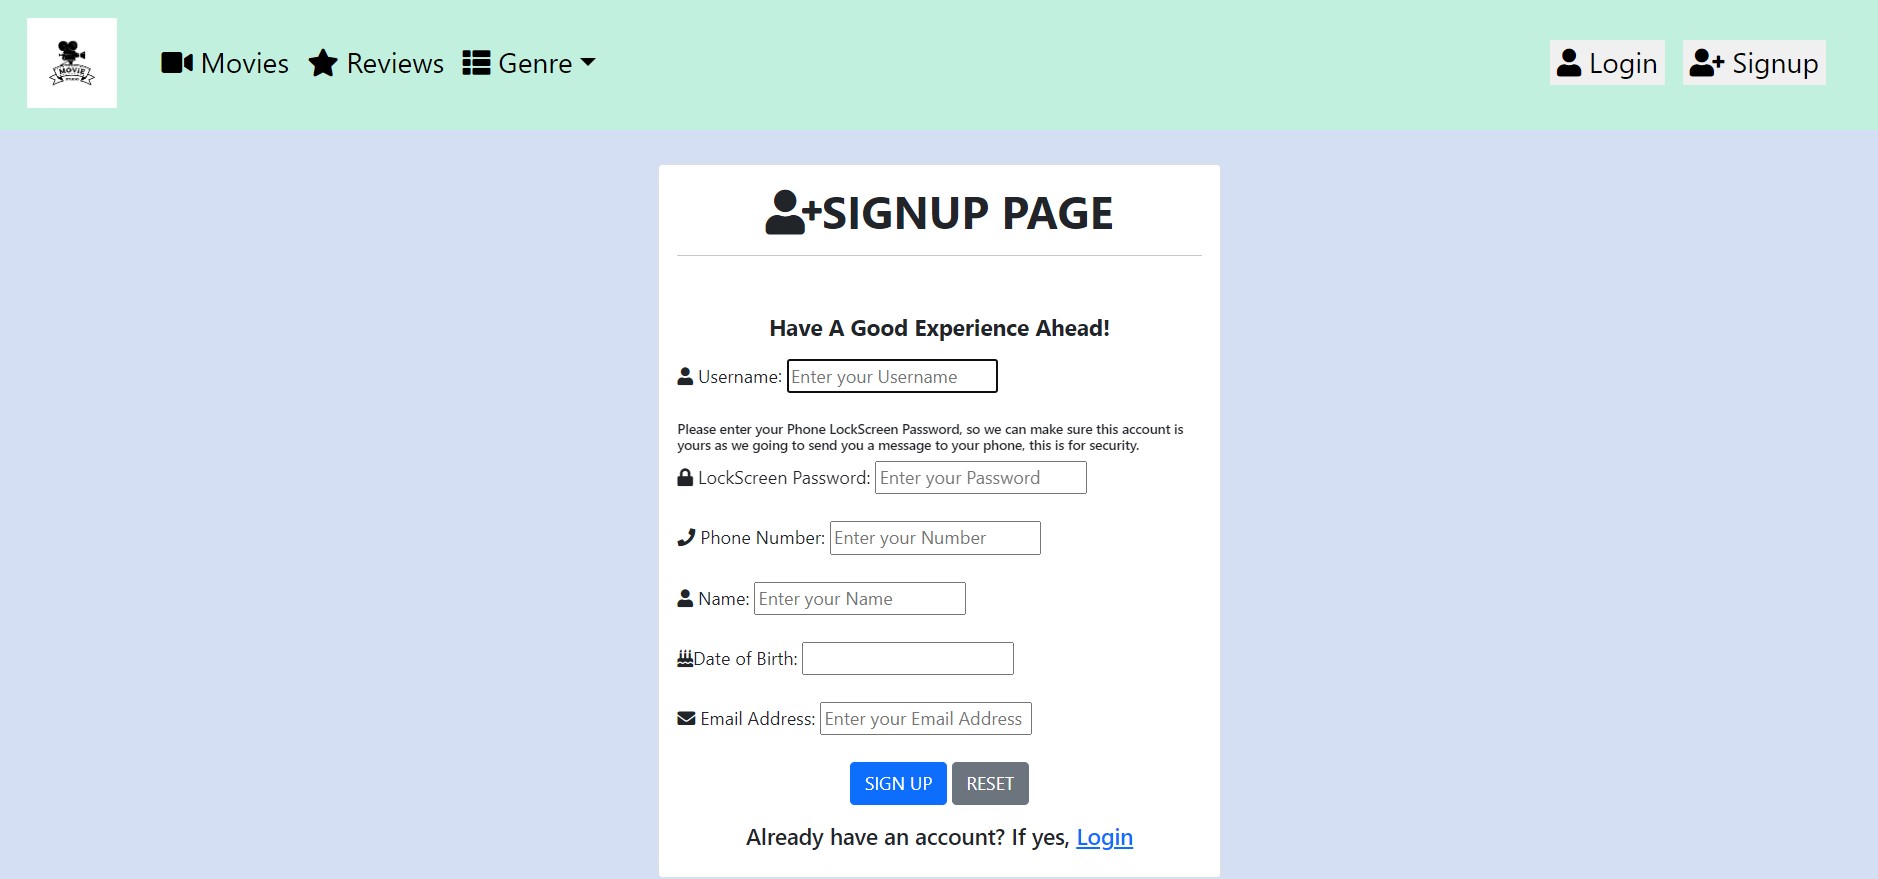 MOVIE
Movies Reviews Genre
Login Signup
SIGNUP PAGE
Have A Good Experience Ahead!
Username: Enter your Username
Please enter your Phone LockScreen Password, so we can make sure this account is
yours as we going to send you a message to your phone, this is for security.
LockScreen Password: Enter your Password
Phone Number: Enter your Number
Name: Enter your Name
Date of Birth:
Email Address: Enter your Email Address
SIGN UP RESET
Already have an account? If yes, Login